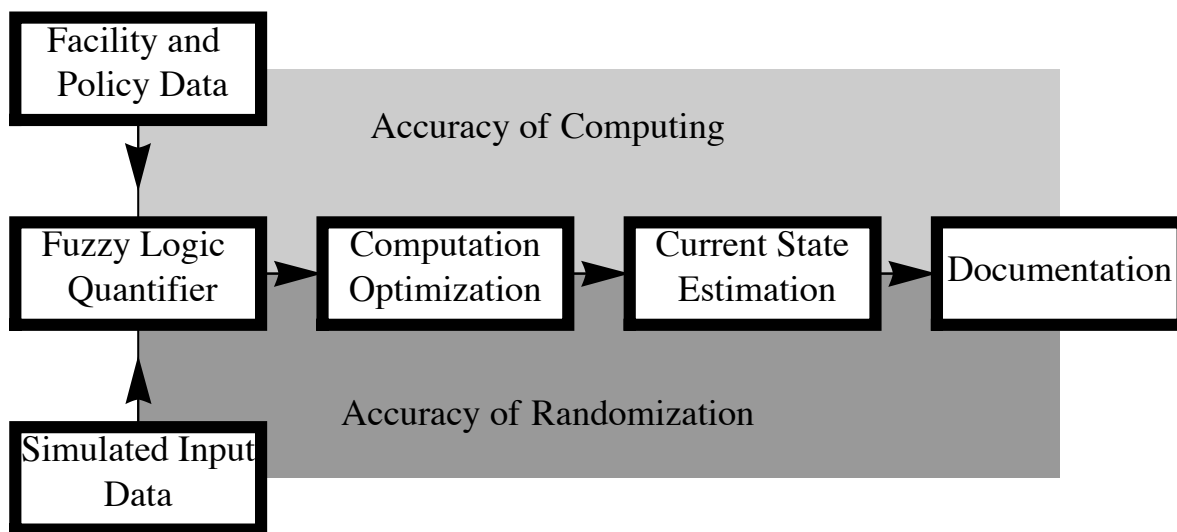 Facility and
Policy Data
Accuracy of Computing
Fuzzy Logic
Quantifier
Computation
Optimization
Current State
Estimation
Documentation
Accuracy of Randomization
Simulated Input
Data